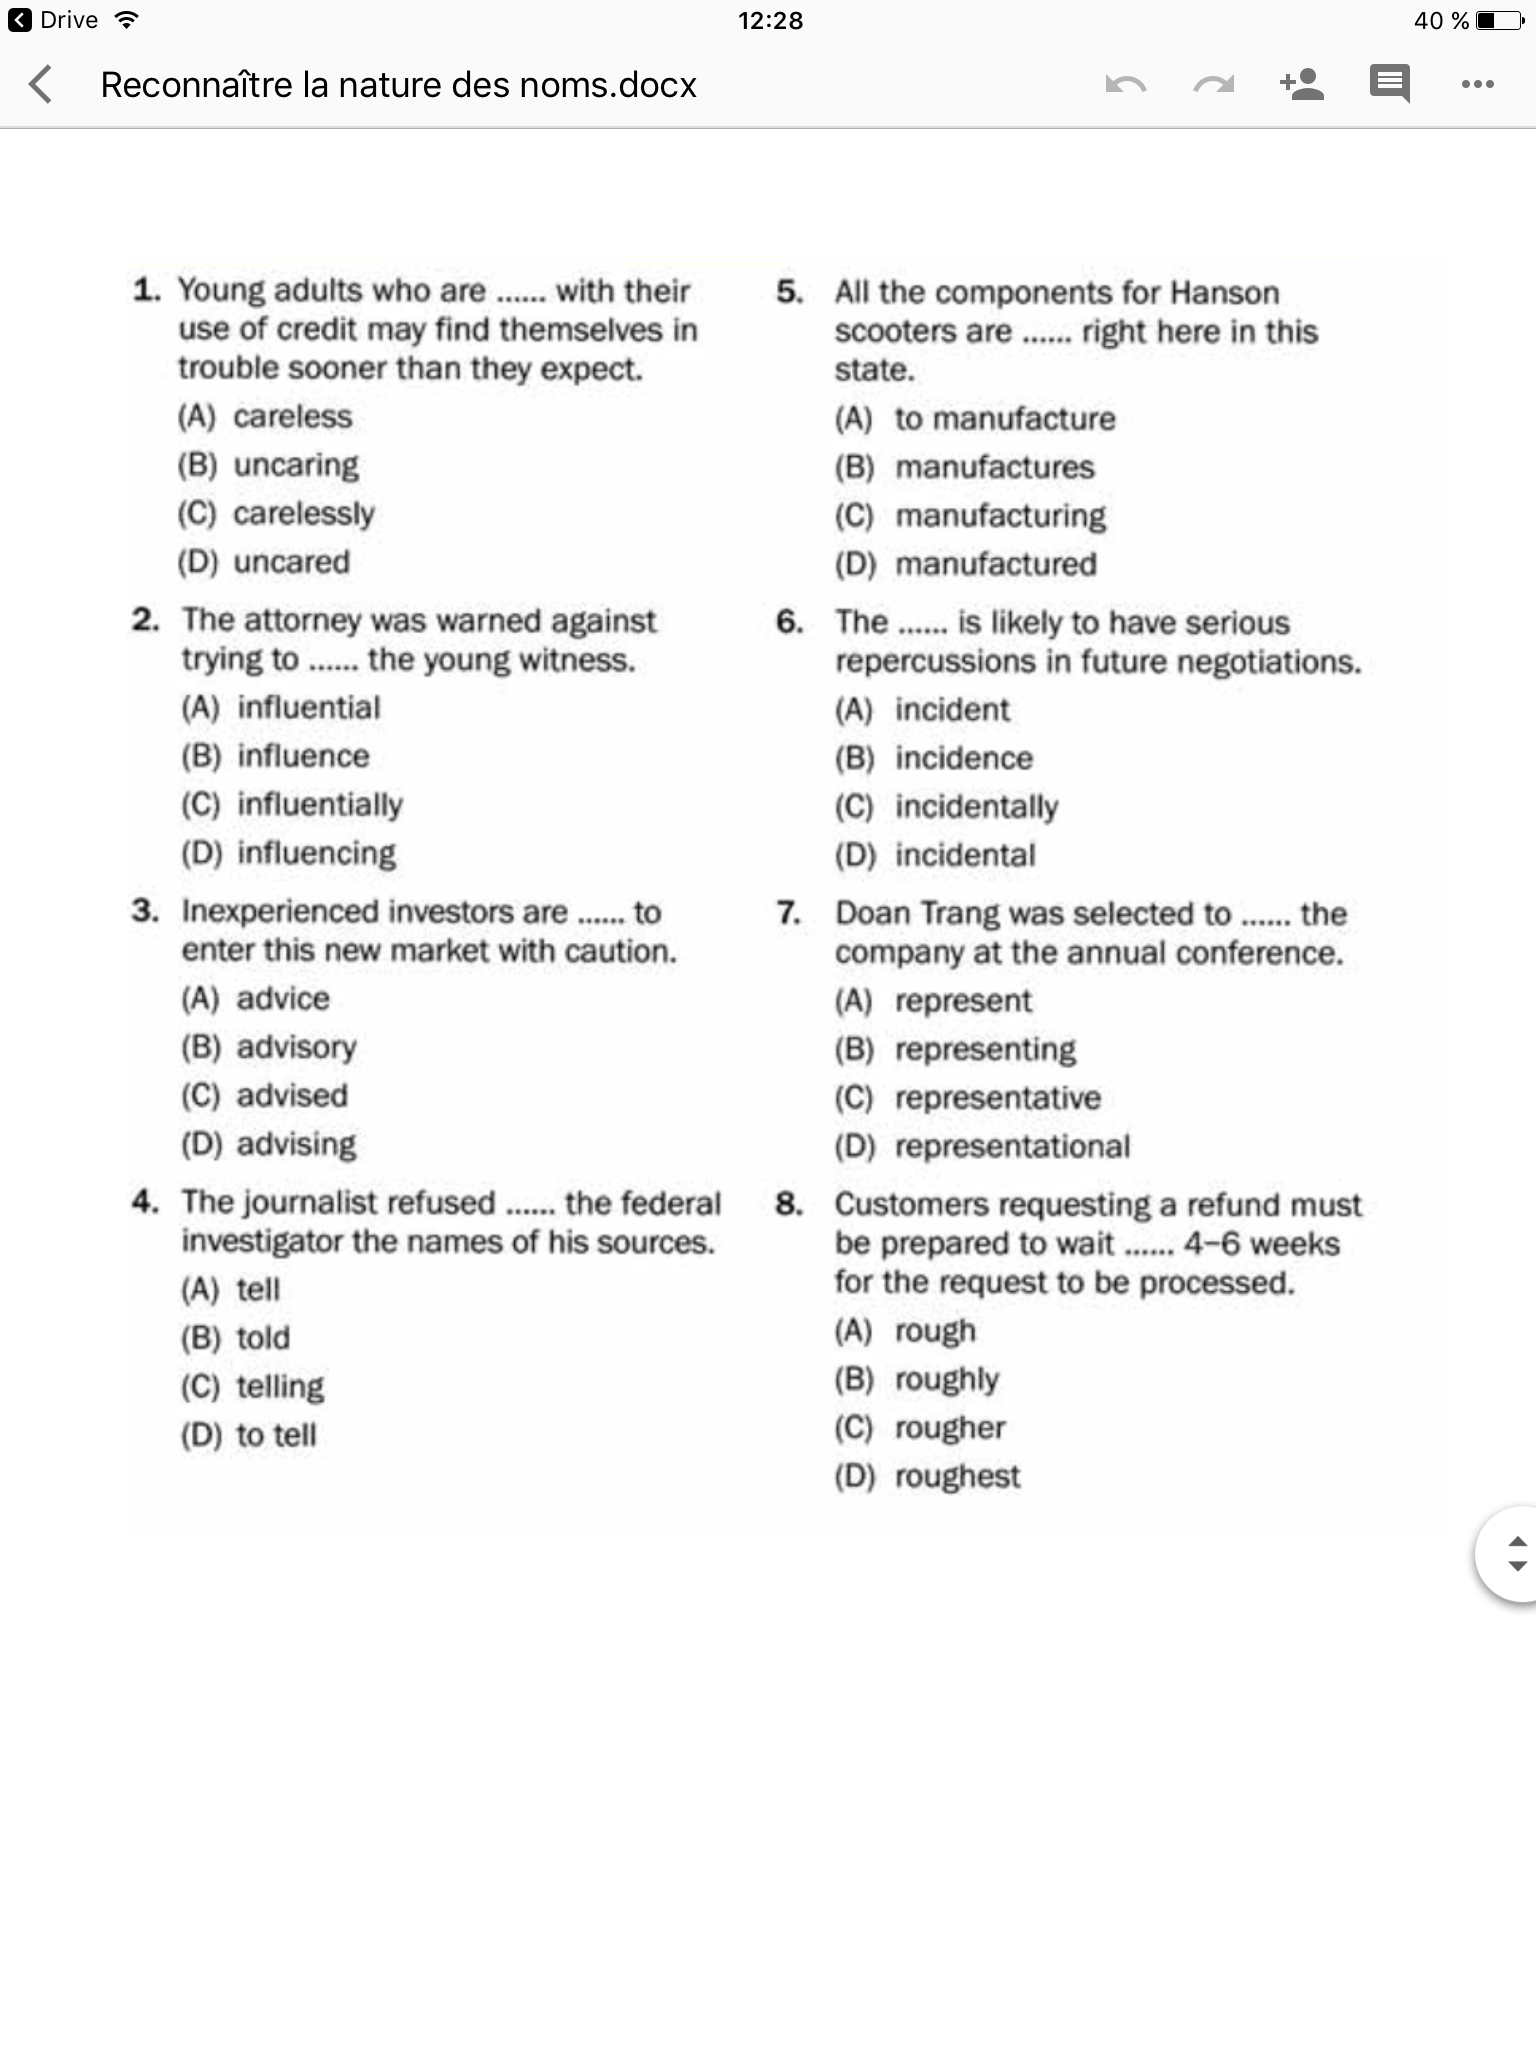 Drive
12:28
40 %
Reconnaître la nature des noms.docx
1. Young adults who are ...... with their
use of credit may find themselves in
trouble sooner than they expect.
(A) careless
(B) uncaring
(C) carelessly
(D) uncared
2. The attorney was warned against
trying to ...... the young witness.
(A) influential
(B) influence
(C) influentially
(D) influencing
3. Inexperienced investors are ...... to
enter this new market with caution.
(A) advice
(B) advisory
(C) advised
(D) advising
4. The journalist refused ...... the federal
investigator the names of his sources.
(A) tell
(B) told
(C) telling
(D) to tell
5. All the components for Hanson
scooters are ...... right here in this
state.
(A) to manufacture
(B) manufactures
(C) manufacturing
(D) manufactured
6. The ...... is likely to have serious
repercussions in future negotiations.
(A) incident
(B) incidence
(C) incidentally
(D) incidental
7. Doan Trang was selected to ...... the
company at the annual conference.
(A) represent
(B) representing
(C) representative
(D) representational
8. Customers requesting a refund must
be prepared to wait ...... 4–6 weeks
for the request to be processed.
(A) rough
(B) roughly
(C) rougher
(D) roughest